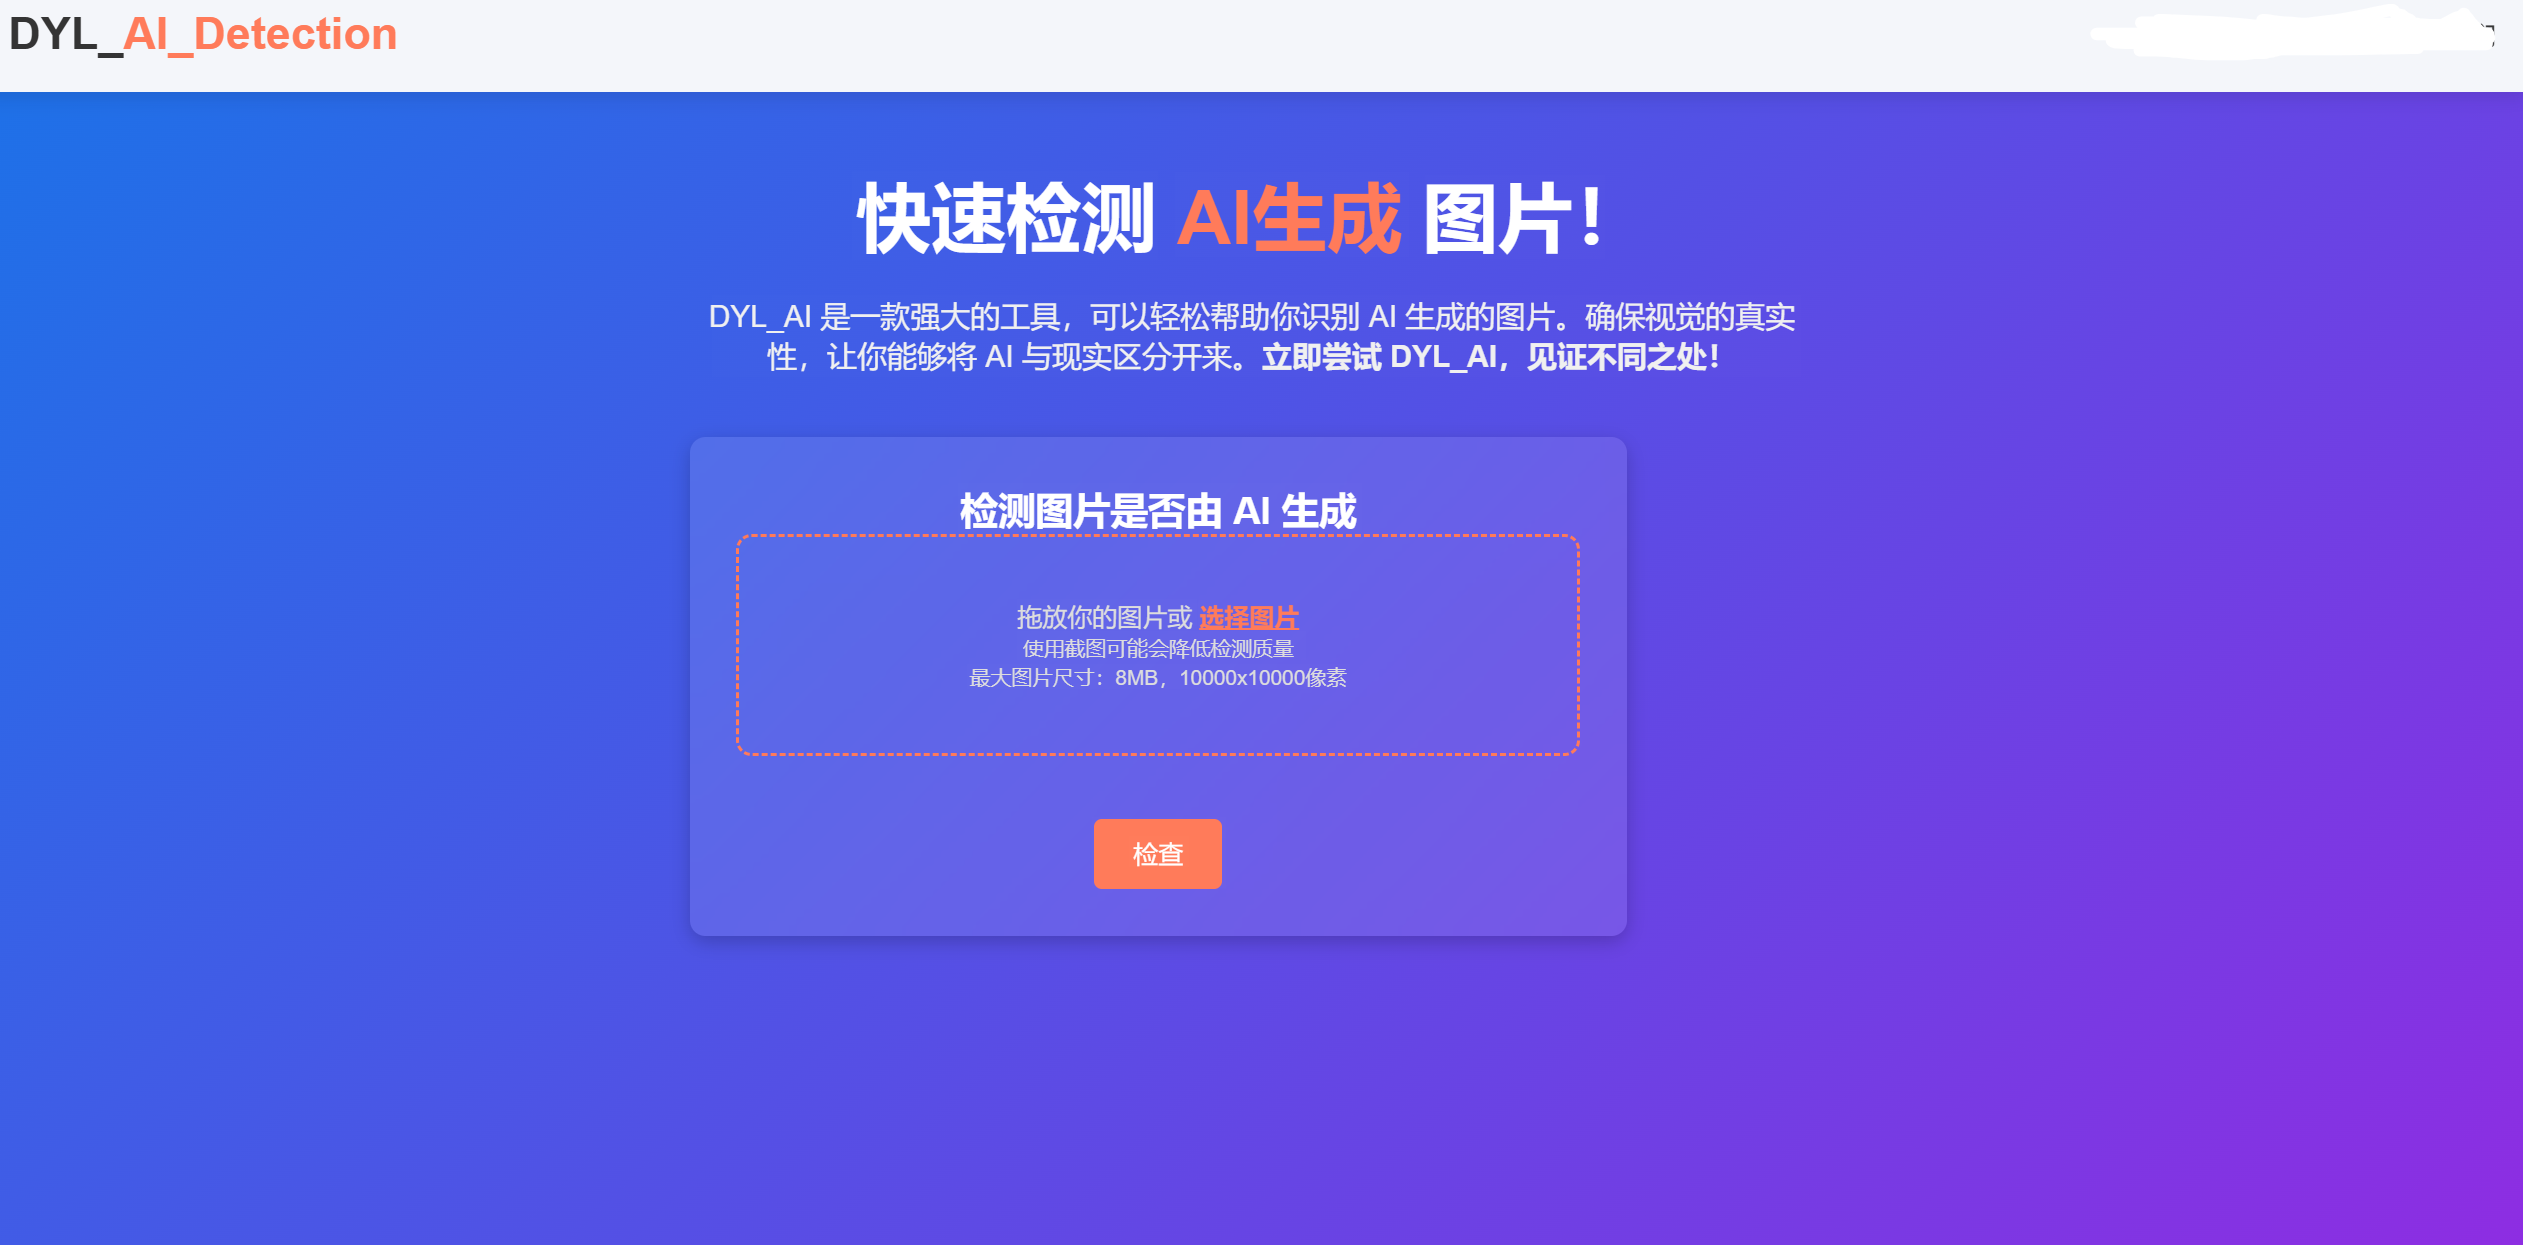 DYL_AI_Detection
快速检测 AI生成 图片！
DYL_AI 是一款强大的工具，可以轻松帮助你识别 AI 生成的图片。确保视觉的真实
性，让你能够将 AI 与现实区分开来。立即尝试 DYL_AI，见证不同之处！
检测图片是否由 AI 生成
拖放你的图片或 选择图片
使用截图可能会降低检测质量
最大图片尺寸：8MB，10000x10000像素
检查